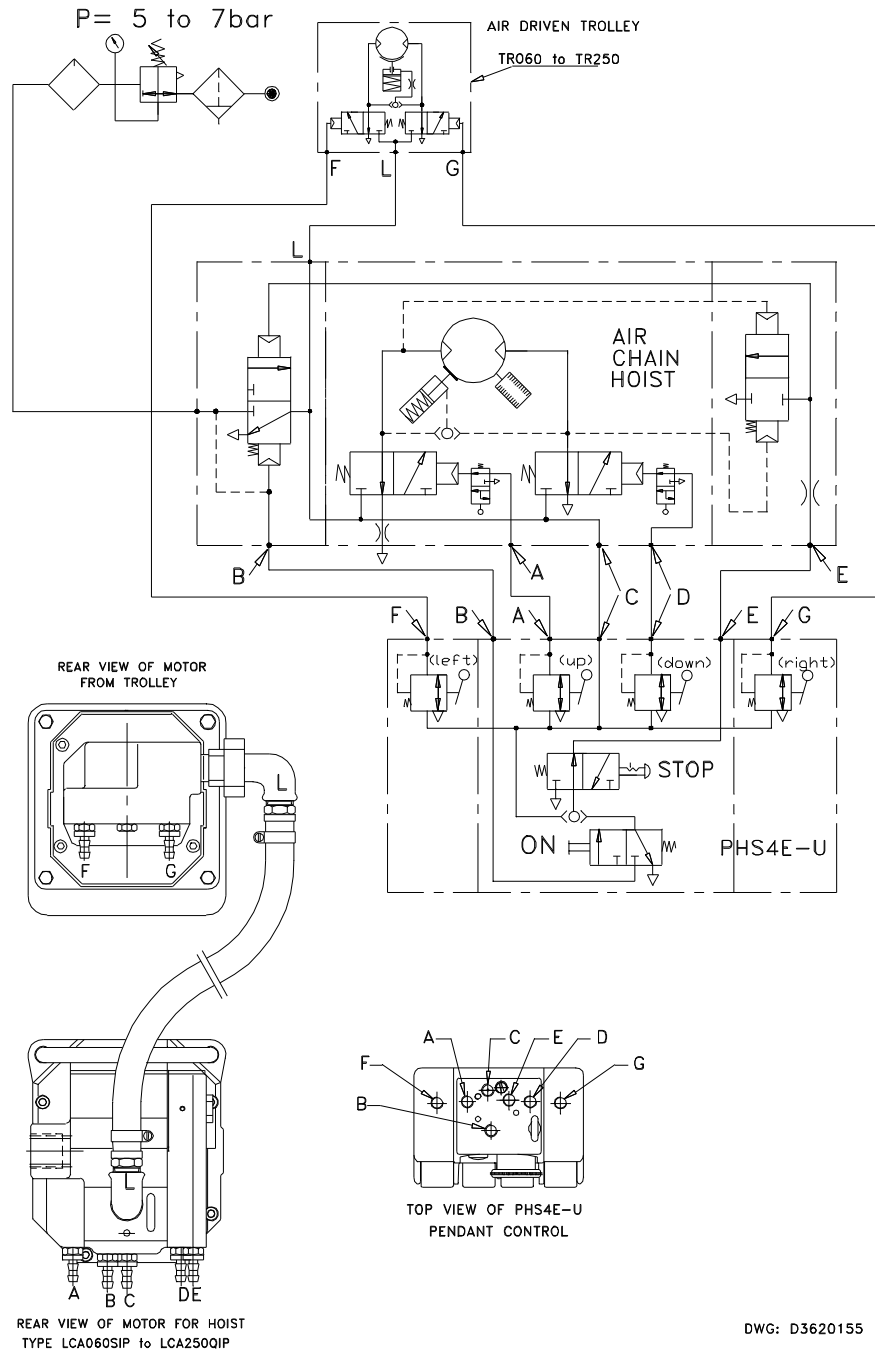 P= 5 to 7bar
AIR DRIVEN TROLLEY
TR060 to TR250
F
L
G
L
AIR
CHAIN
HOIST
B
A
C
D
E
F
B
A
E
G
(left)
(up)
(down)
(right)
STOP
ON
PHS4E-U
REAR VIEW OF MOTOR
FROM TROLLEY
L
F
G
L
A
B
C
D
E
REAR VIEW OF MOTOR FOR HOIST
TYPE LCA060SIP to LCA250QIP
A
C
E
D
F
G
B
TOP VIEW OF PHS4E-U
PENDANT CONTROL
DWG: D3620155